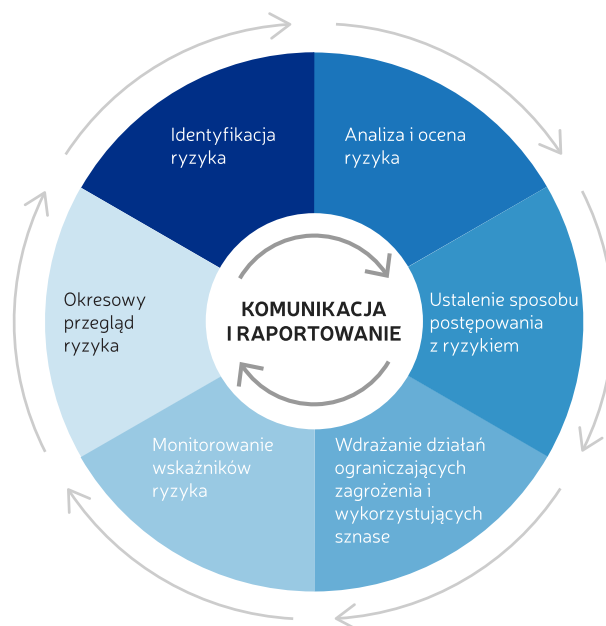 Identyfikacja
ryzyka
Analiza i ocena
ryzyka
Ustalenie sposobu
postępowania
z ryzykiem
Wdrażanie działań
ograniczających
zagrożenia i
wykorzystujących
sznase
Monitorowanie
wskaźników
ryzyka
Okresowy
przegląd
ryzyka
KOMUNIKACJA
I RAPORTOWANIE